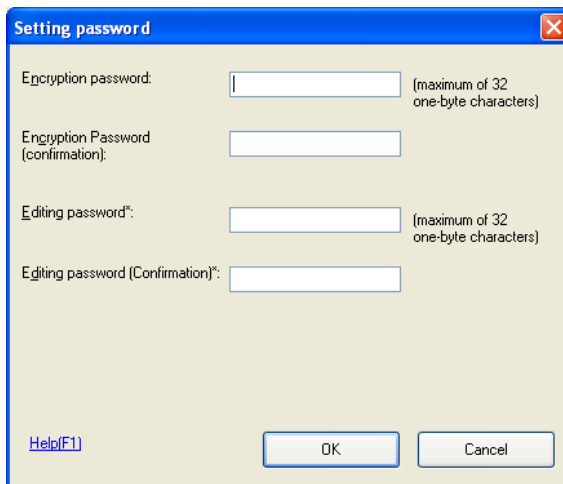 Setting password
Encryption password:
(maximum of 32
one-byte characters)
Encryption Password
(confirmation):
Editing password*:
(maximum of 32
one-byte characters)
Editing password (Confirmation)*:
Help(F1)
OK
Cancel